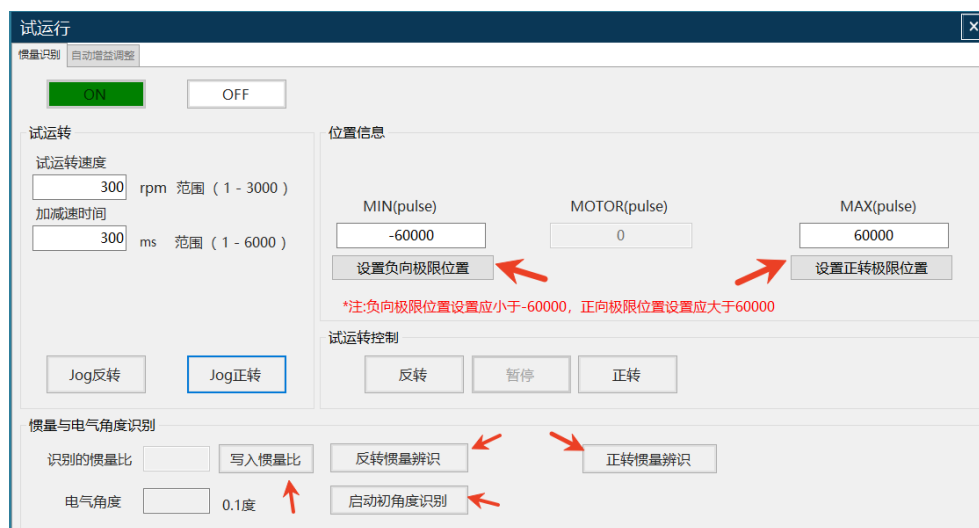 试运行
惯量识别 自动增益调整
ON OFF
试运转
试运转速度
300 rpm 范围 ( 1 - 3000 )
加减速时间
300 ms 范围 ( 1 - 6000 )
Jog反转 Jog正转
位置信息
MIN(pulse) MOTOR(pulse) MAX(pulse)
-60000 0 60000
设置负向极限位置 设置正转极限位置
*注:负向极限位置设置应小于-60000，正向极限位置设置应大于60000
试运转控制
反转 暂停 正转
惯量与电气角度识别
识别的惯量比 写入惯量比 反转惯量辨识 正转惯量辨识
电气角度 0.1度 启动初角度识别